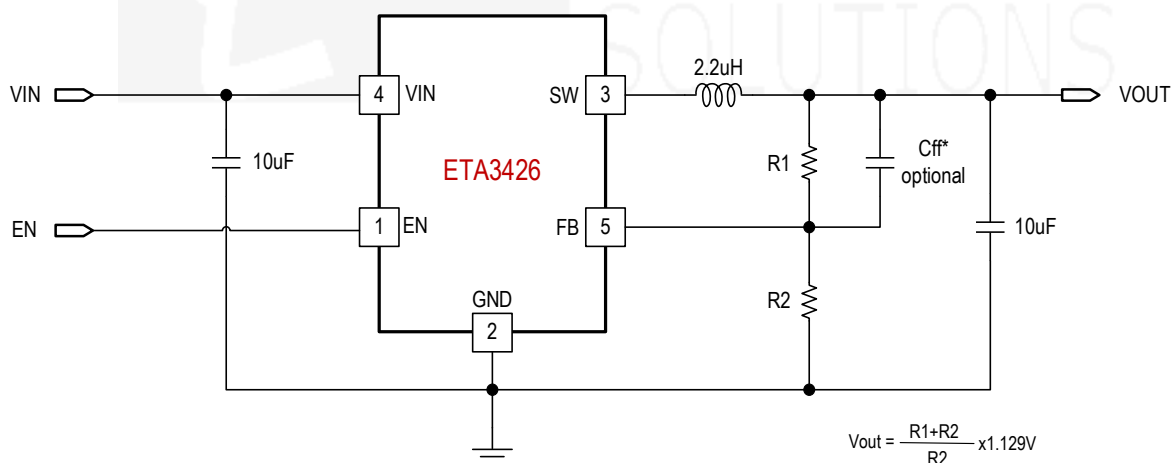 SOLUTIONS
2.2uH
VIN
4
VIN
SW
3
VOUT
10uF
ETA3426
R1
Cff*
optional
EN
1
EN
FB
5
10uF
GND
2
R2
Vout = R1+R2
R2
x1.129V